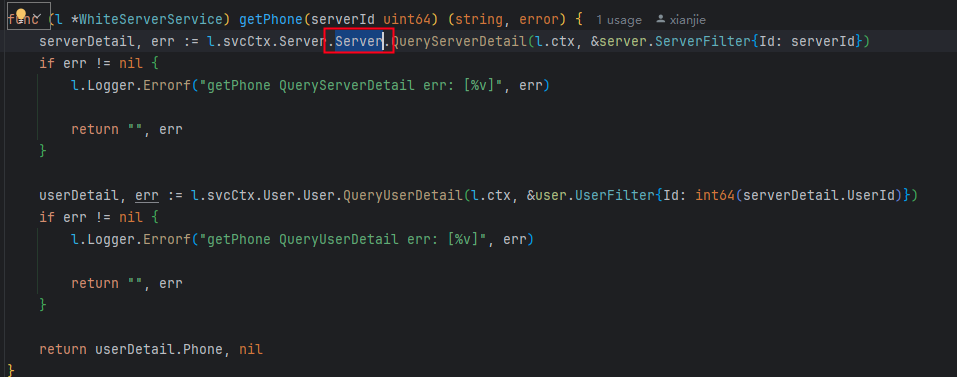 func (l *WhiteServerService) getPhone(serverId uint64) (string, error) { 1 usage xianjie
serverDetail, err := l.svcCtx.Server.Server.QueryServerDetail(l.ctx, &server.ServerFilter{Id: serverId})
if err != nil {
l.Logger.Errorf("getPhone QueryServerDetail err: [%v]", err)
return "", err
}
userDetail, err := l.svcCtx.User.User.QueryUserDetail(l.ctx, &user.UserFilter{Id: int64(serverDetail.UserId)})
if err != nil {
l.Logger.Errorf("getPhone QueryUserDetail err: [%v]", err)
return "", err
}
return userDetail.Phone, nil
}